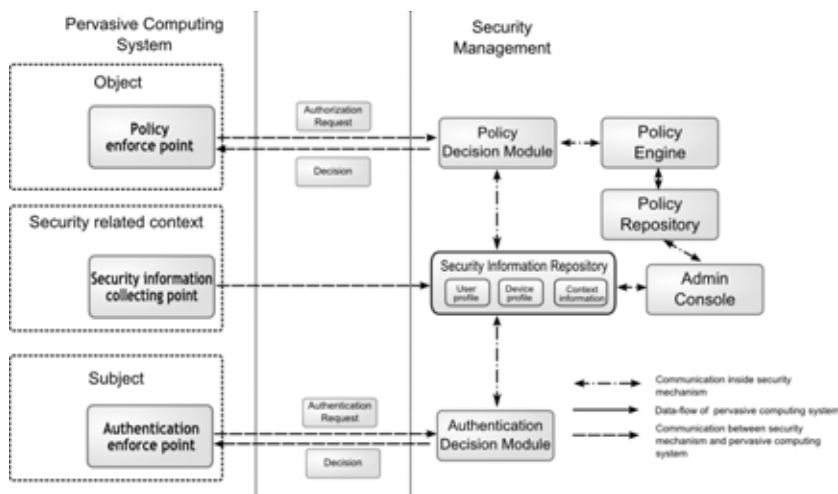 Pervasive Computing
System
Security
Management
Object
Policy
enforce point
Authorization
Request
Decision
Policy
Decision Module
Policy
Engine
Policy
Repository
Security related context
Security information
collecting point
Security Information Repository
User
profile
Device
profile
Context
information
Admin
Console
Subject
Authentication
enforce point
Authentication
Request
Decision
Authentication
Decision Module
Communication inside security
mechanism
Data-flow of pervasive computing system
Communication between security
mechanism and pervasive computing
system